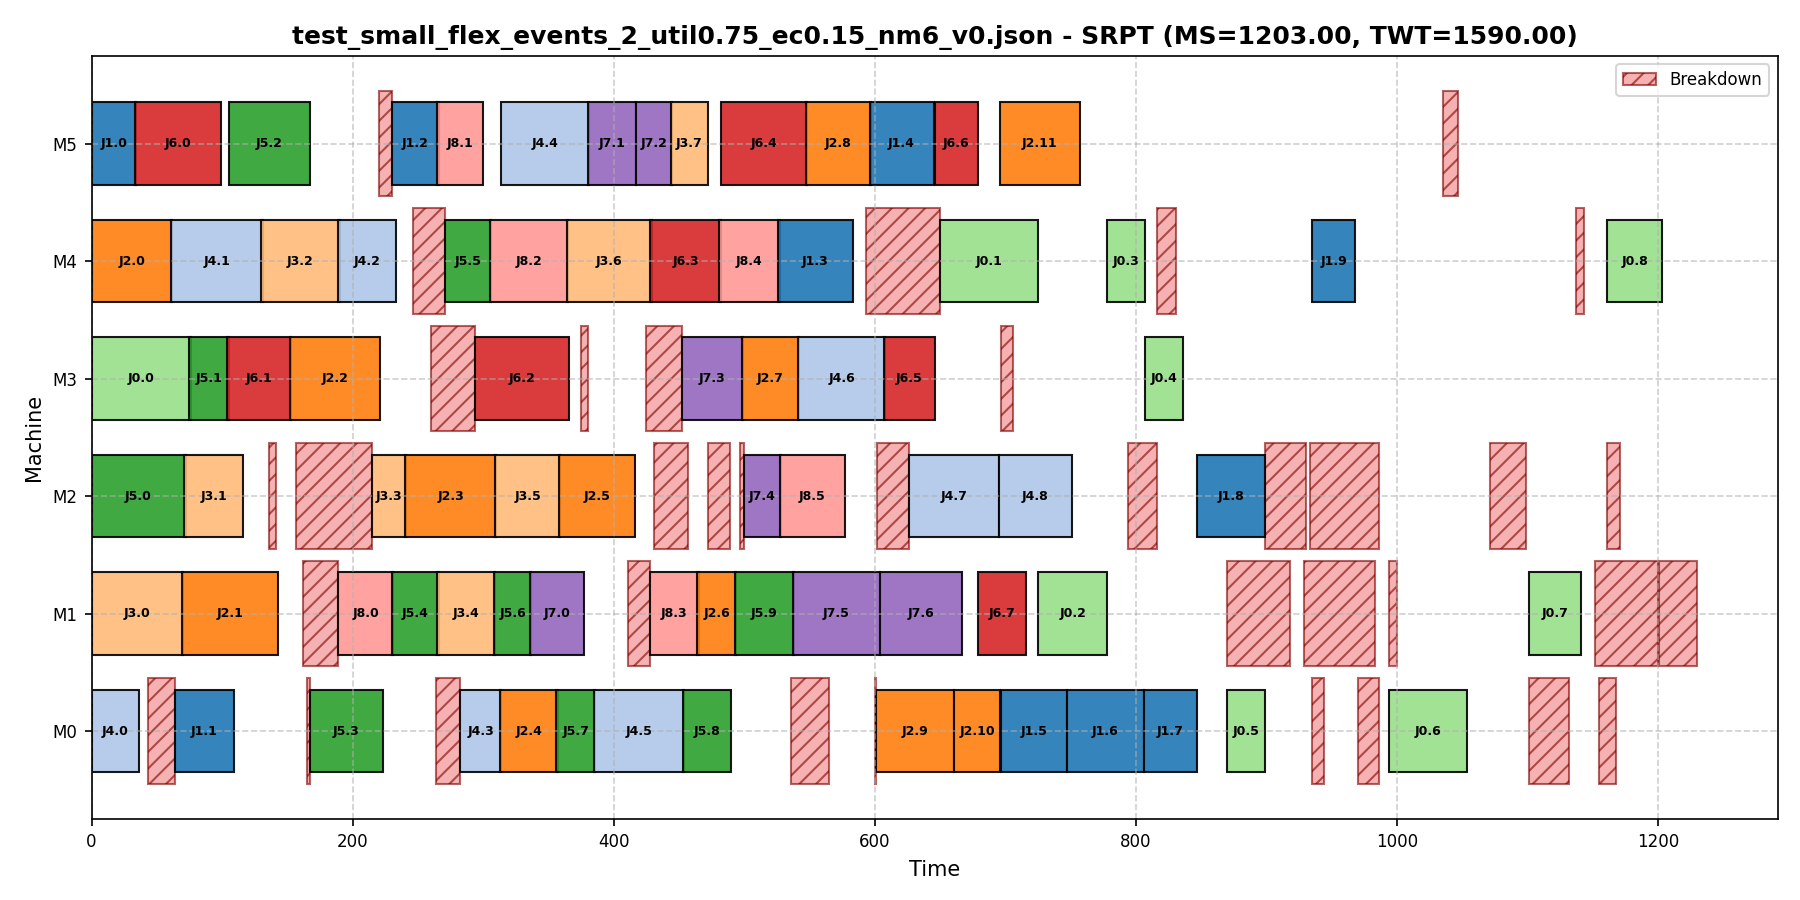 test_small_flex_events_2_util0.75_ec0.15_nm6_v0.json - SRPT (MS=1203.00, TWT=1590.00)
Breakdown
Machine
M5
J1.0 J6.0 J5.2 J1.2 J8.1 J4.4 J7.1 J7.2 J3.7 J6.4 J2.8 J1.4 J6.6 J2.11
M4
J2.0 J4.1 J3.2 J4.2 J5.5 J8.2 J3.6 J6.3 J8.4 J1.3 J0.1 J0.3 J1.9 J0.8
M3
J0.0 J5.1 J6.1 J2.2 J6.2 J7.3 J2.7 J4.6 J6.5 J0.4
M2
J5.0 J3.1 J3.3 J2.3 J3.5 J2.5 J7.4 J8.5 J4.7 J4.8 J1.8
M1
J3.0 J2.1 J8.0 J5.4 J3.4 J5.6 J7.0 J8.3 J2.6 J5.9 J7.5 J7.6 J6.7 J0.2 J0.7
M0
J4.0 J1.1 J5.3 J4.3 J2.4 J5.7 J4.5 J5.8 J2.9 J2.10 J1.5 J1.6 J1.7 J0.5 J0.6
0 200 400 600 800 1000 1200
Time